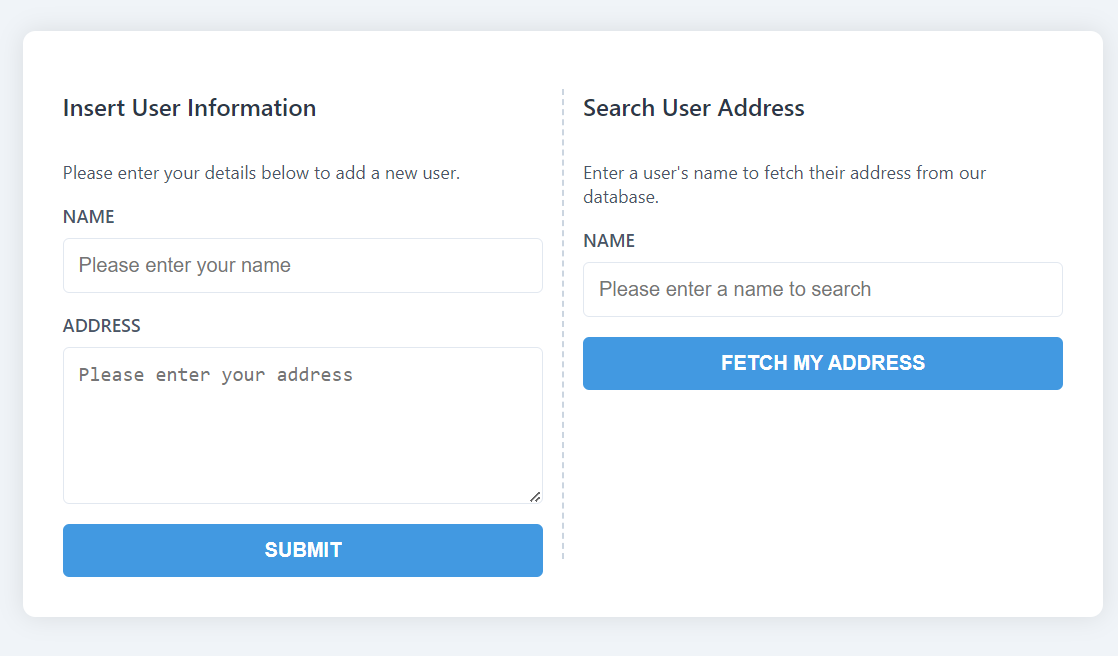 Insert User Information
Please enter your details below to add a new user.
NAME
Please enter your name
ADDRESS
Please enter your address
SUBMIT
Search User Address
Enter a user's name to fetch their address from our
database.
NAME
Please enter a name to search
FETCH MY ADDRESS